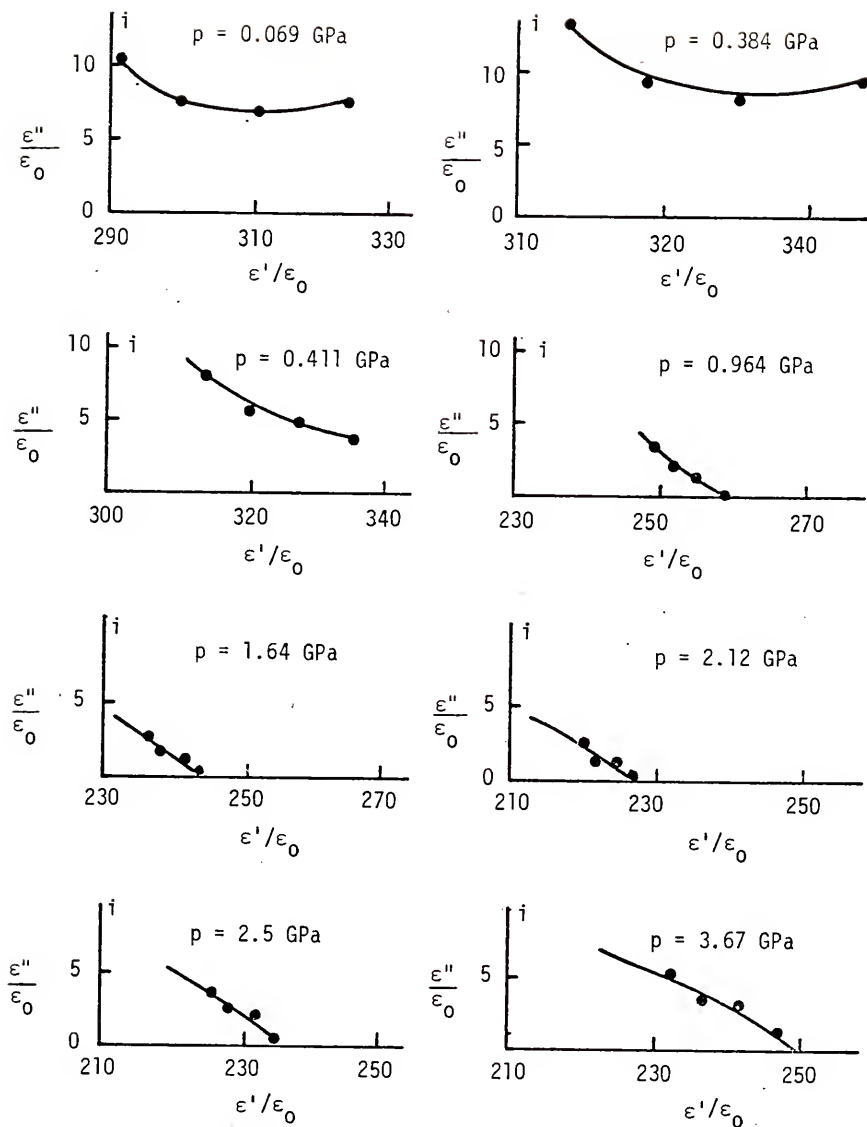 i
p = 0.069 GPa
10
5
0
ε"
ε₀
290 310 330
ε'/ε₀
i
p = 0.384 GPa
10
5
0
ε"
ε₀
310 320 340
ε'/ε₀
10
i
p = 0.411 GPa
5
ε"
ε₀
300 320 340
ε'/ε₀
10
i
p = 0.964 GPa
5
ε"
ε₀
230 250 270
ε'/ε₀
i
p = 1.64 GPa
5
ε"
ε₀
230 250 270
ε'/ε₀
i
p = 2.12 GPa
5
0
ε"
ε₀
210 230 250
ε'/ε₀
i
p = 2.5 GPa
5
0
ε"
ε₀
210 230 250
ε'/ε₀
i
p = 3.67 GPa
5
ε"
ε₀
210 230 250
ε'/ε₀